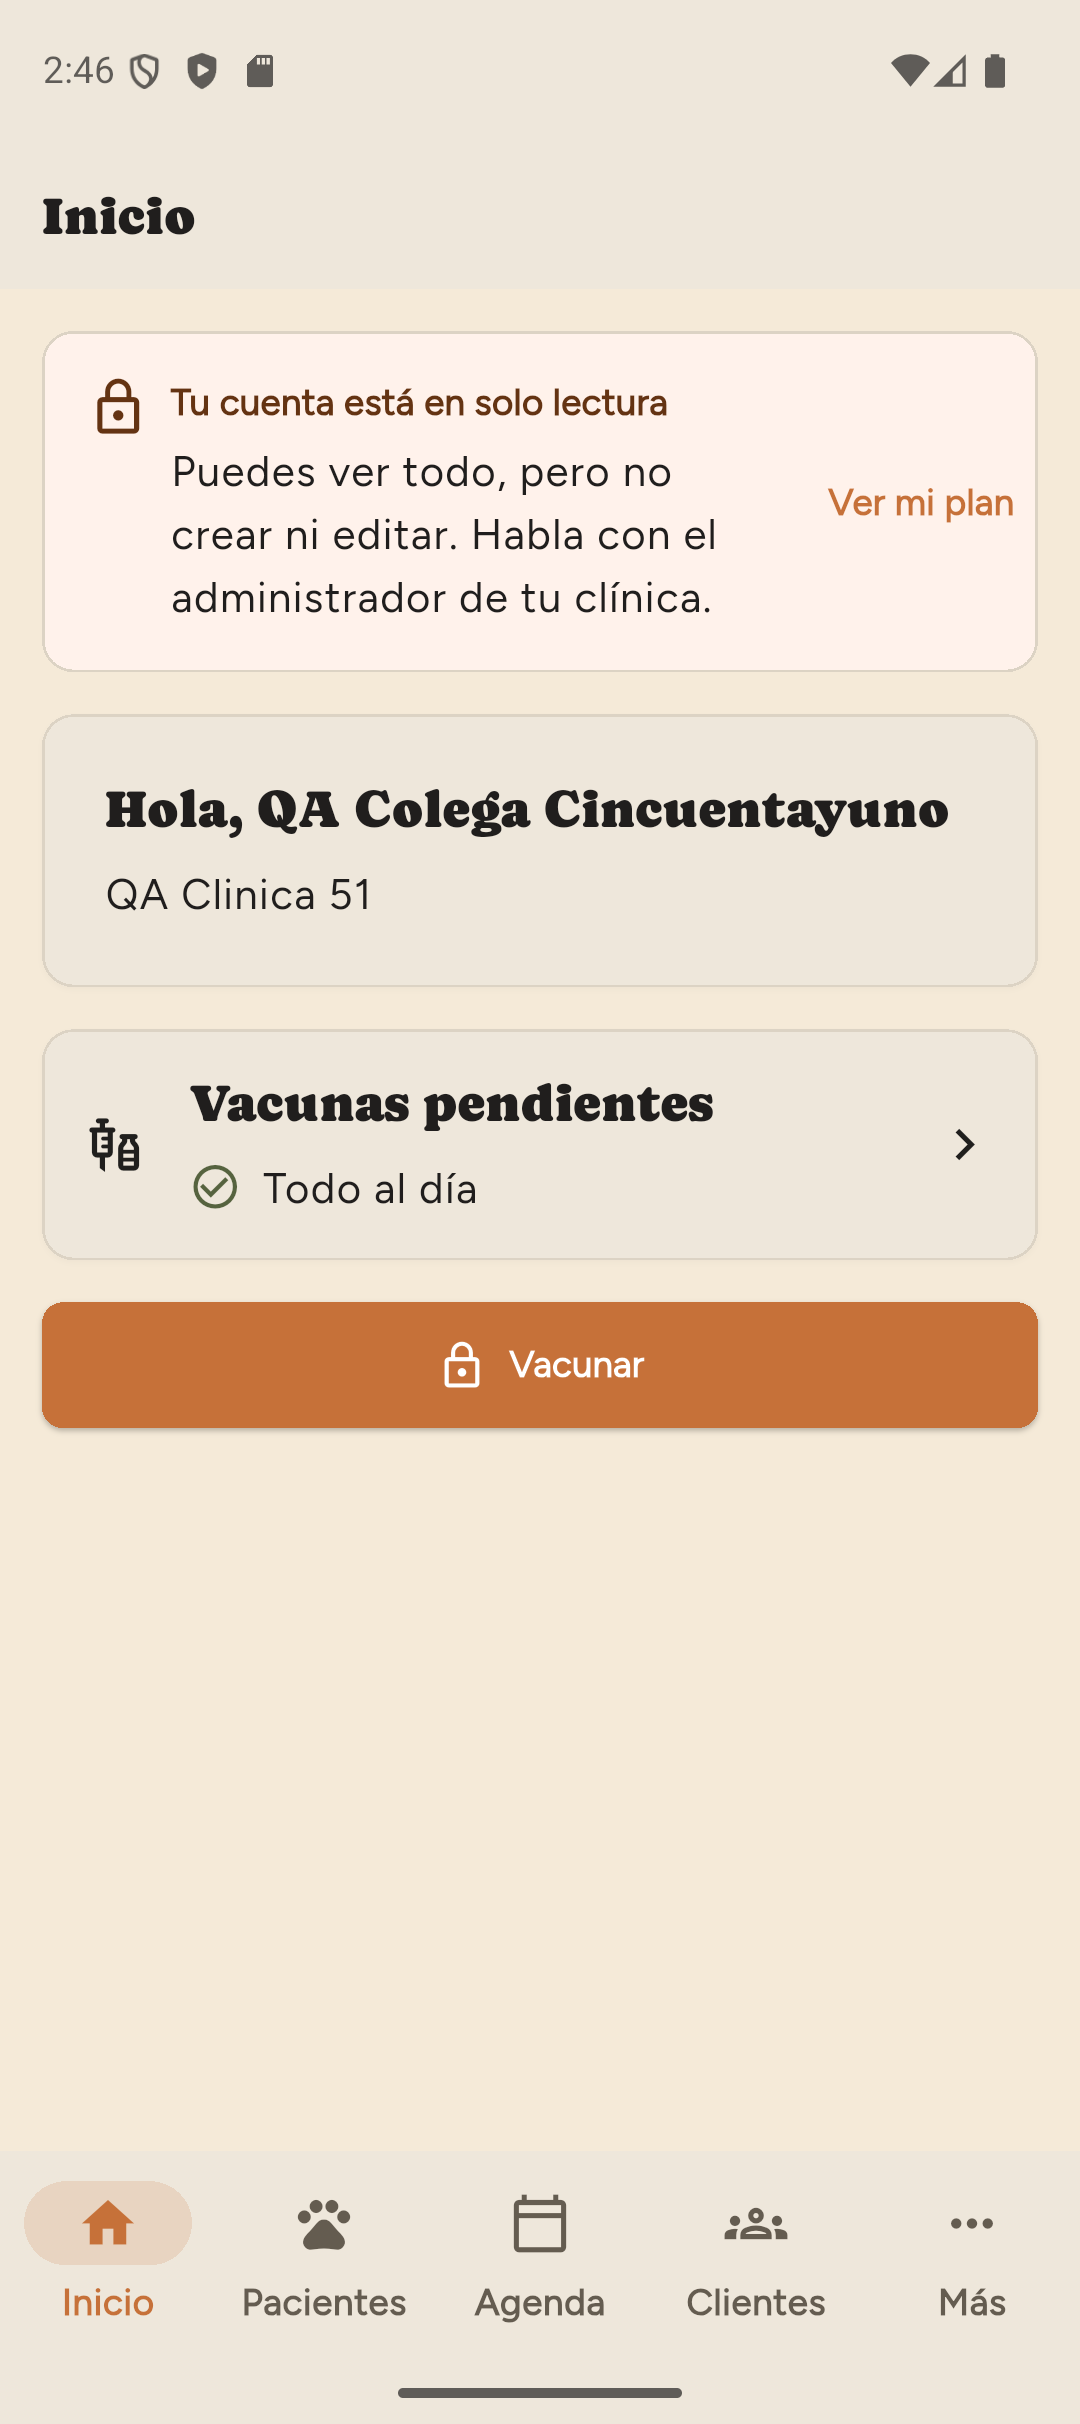 2:46
Inicio
Tu cuenta está en solo lectura
Puedes ver todo, pero no
crear ni editar. Habla con el
administrador de tu clínica.
Ver mi plan
Hola, QA Colega Cincuentayuno
QA Clinica 51
Vacunas pendientes
Todo al día
Vacunar
Inicio
Pacientes
Agenda
Clientes
Más